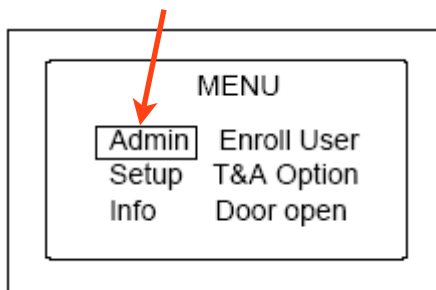 MENU
Admin Enroll User
Setup T&A Option
Info Door open